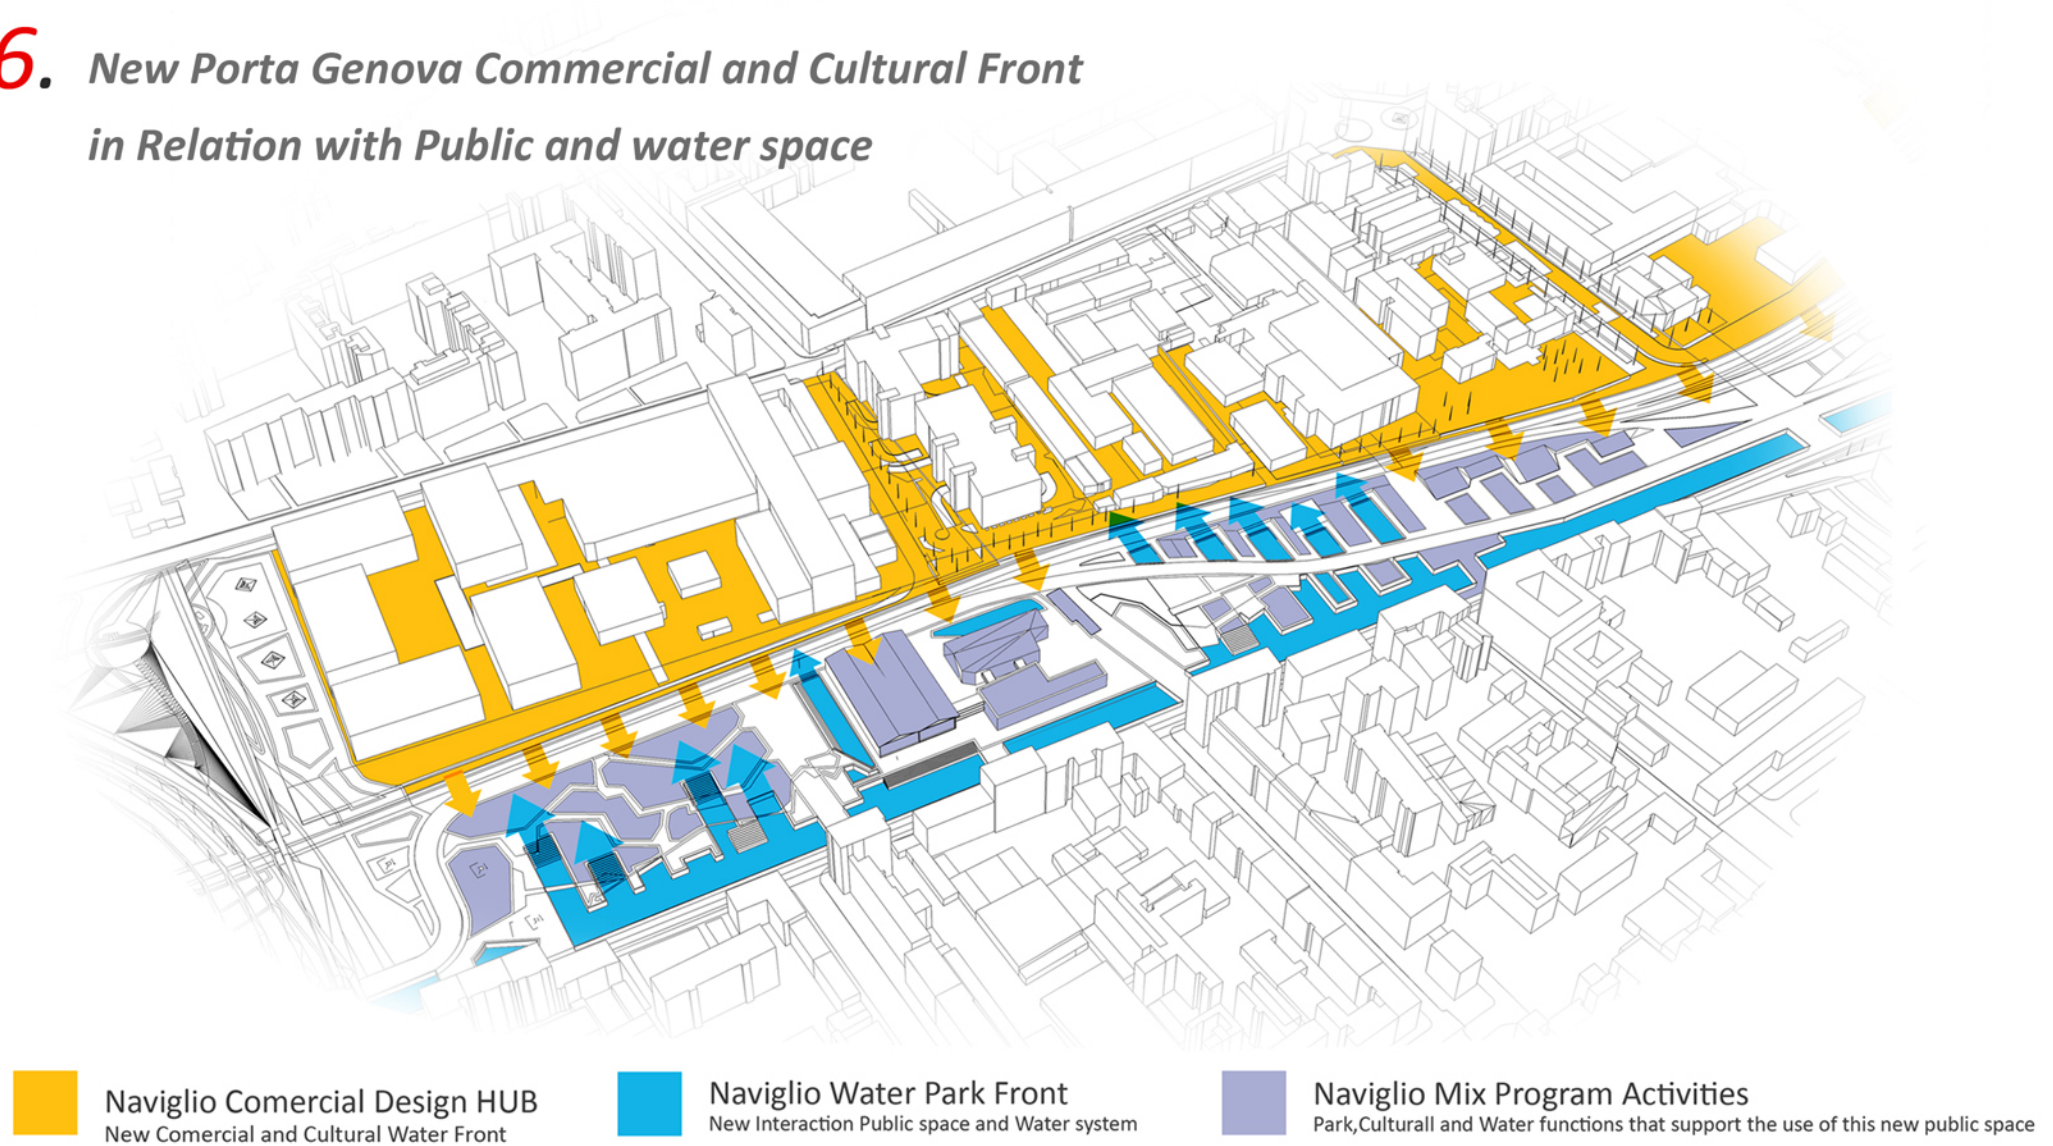 6. New Porta Genova Commercial and Cultural Front
in Relation with Public and water space
Naviglio Comercial Design HUB
New Comercial and Cultural Water Front
Naviglio Water Park Front
New Interaction Public space and Water system
Naviglio Mix Program Activities
Park,Culturall and Water functions that support the use of this new public space